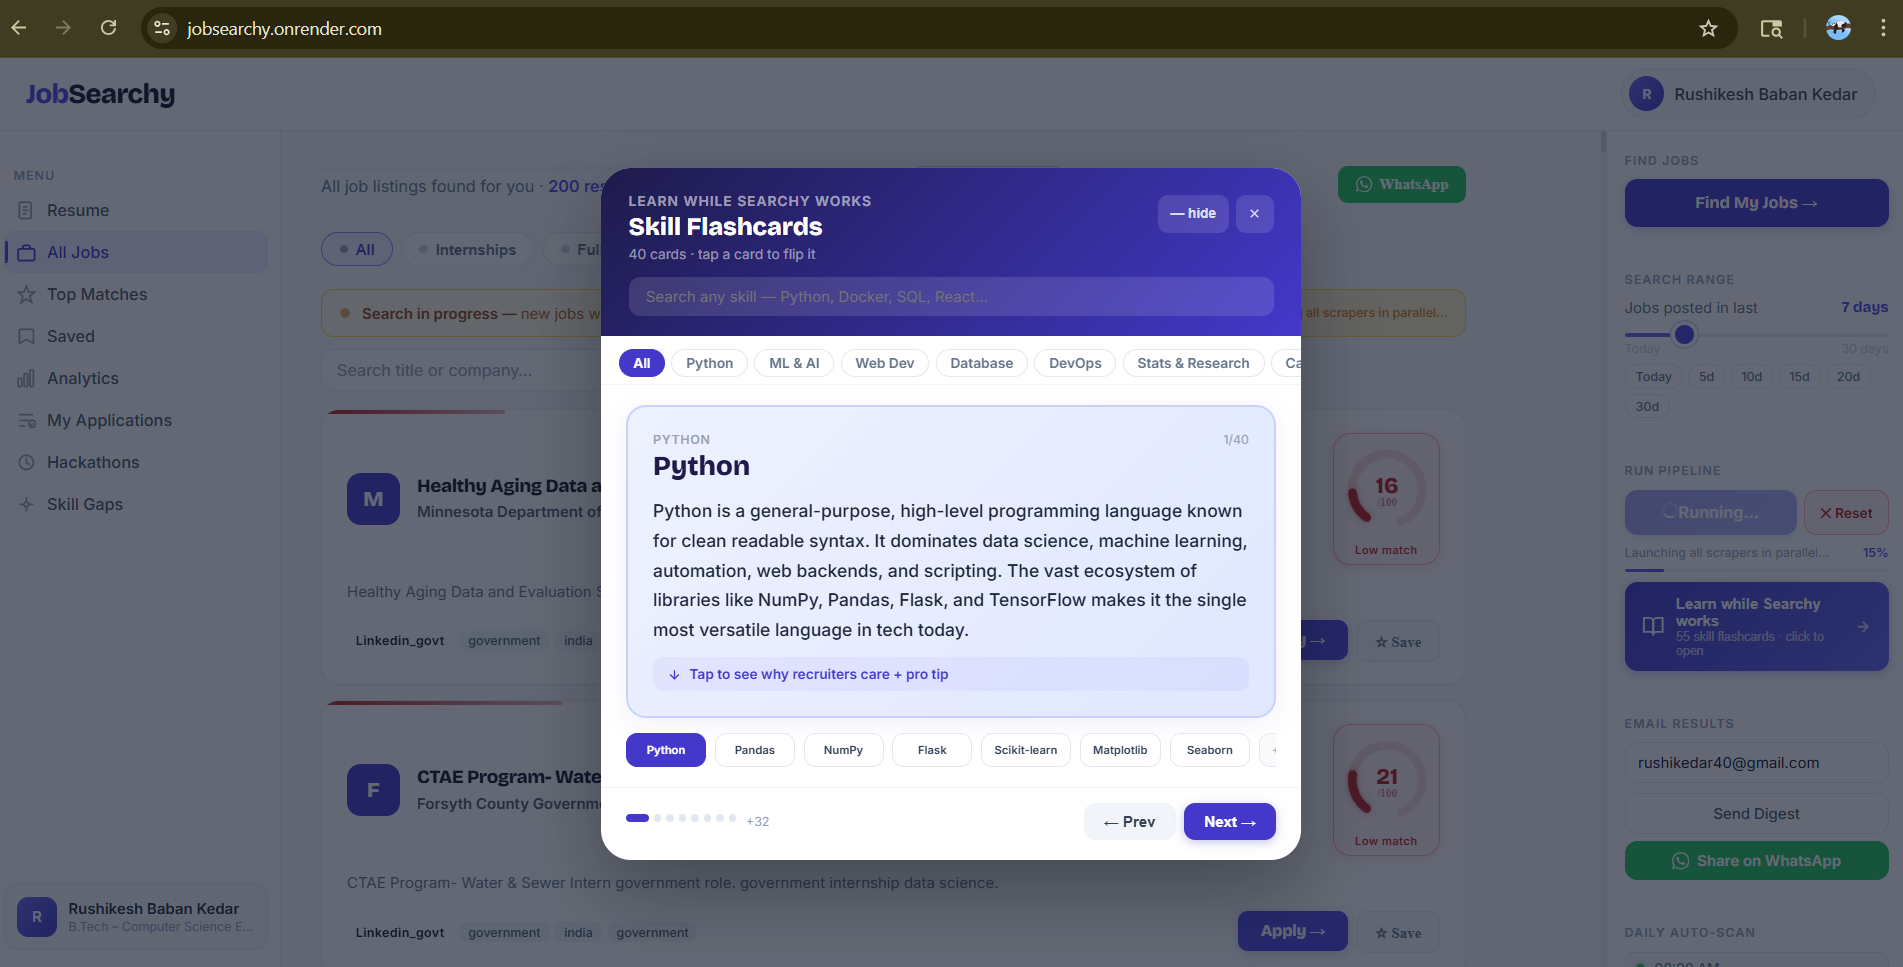 jobsearchy.onrender.com
JobSearchy
R
Rushikesh Baban Kedar
MENU
Resume
All Jobs
Top Matches
Saved
Analytics
My Applications
Hackathons
Skill Gaps
R
Rushikesh Baban Kedar
B.Tech – Computer Science E...
All job listings found for you · 200 res
WhatsApp
All
Internships
Ful
Search in progress — new jobs w
all scrapers in parallel...
Search title or company...
M
Healthy Aging Data a
Minnesota Department of
16
/100
Low match
Healthy Aging Data and Evaluation S
Linkedin_govt
government
india
→
☆ Save
F
CTAE Program- Wate
Forsyth County Governme
21
/100
Low match
CTAE Program- Water & Sewer Intern government role. government internship data science.
Linkedin_govt
government
india
government
Apply →
☆ Save
LEARN WHILE SEARCHY WORKS
Skill Flashcards
40 cards · tap a card to flip it
— hide
×
Search any skill — Python, Docker, SQL, React...
All
Python
ML & AI
Web Dev
Database
DevOps
Stats & Research
Ca
PYTHON
1/40
Python
Python is a general-purpose, high-level programming language known
for clean readable syntax. It dominates data science, machine learning,
automation, web backends, and scripting. The vast ecosystem of
libraries like NumPy, Pandas, Flask, and TensorFlow makes it the single
most versatile language in tech today.
↓ Tap to see why recruiters care + pro tip
Python
Pandas
NumPy
Flask
Scikit-learn
Matplotlib
Seaborn
+32
← Prev
Next →
FIND JOBS
Find My Jobs →
SEARCH RANGE
Jobs posted in last
7 days
Today
30 days
Today
5d
10d
15d
20d
30d
RUN PIPELINE
Running...
✕ Reset
Launching all scrapers in parallel...
15%
Learn while Searchy
works
55 skill flashcards · click to
open
→
EMAIL RESULTS
rushikedar40@gmail.com
Send Digest
Share on WhatsApp
DAILY AUTO-SCAN